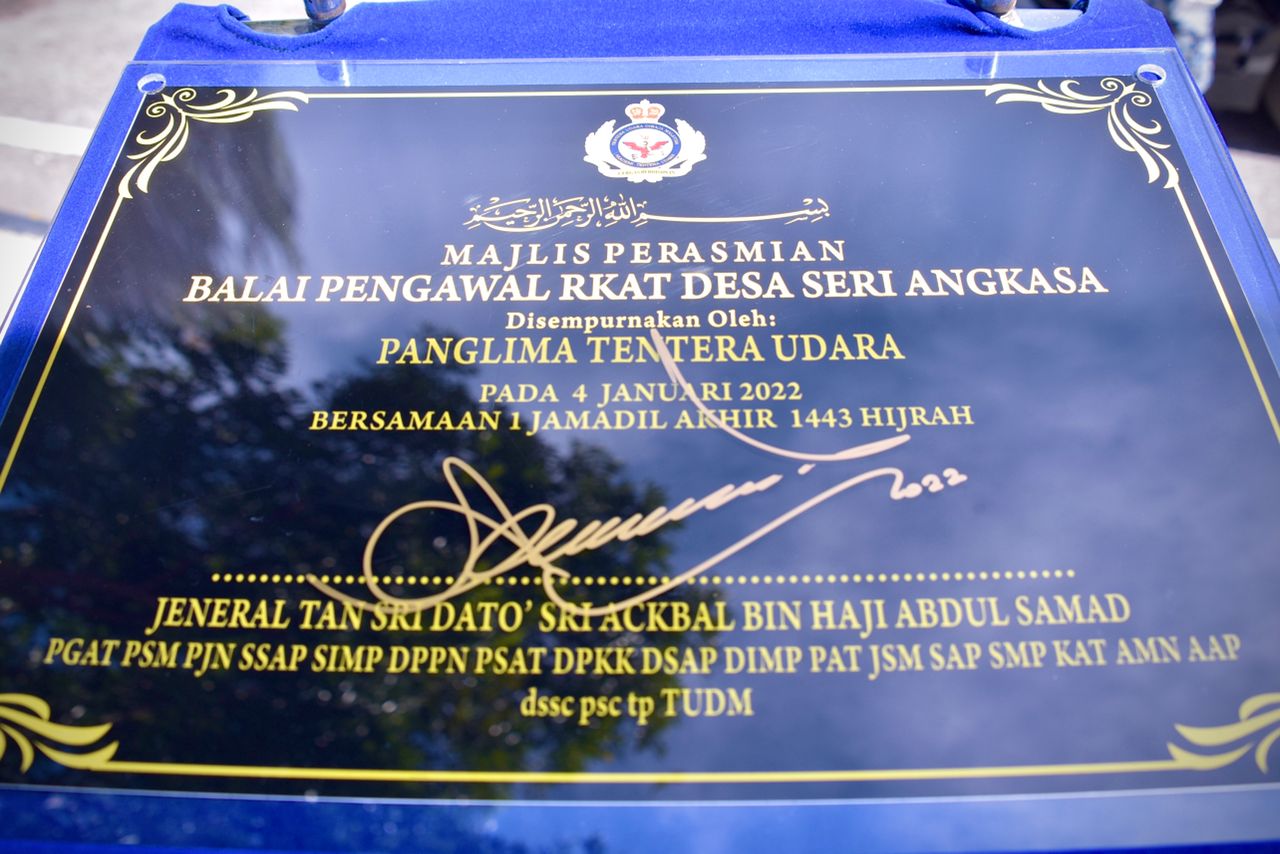 بسم الله الرحمن الرحيم
MAJLIS PERASMIAN
BALAI PENGAWAL RKAT DESA SERI ANGKASA
Disempurnakan Oleh:
PANGLIMA TENTERA UDARA
PADA 4 JANUARI 2022
BERSAMAAN 1 JAMADIL AKHIR 1443 HIJRAH
2022
JENERAL TAN SRI DATO' SRI ACKBAL BIN HAJI ABDUL SAMAD
PGAT PSM PJN SSAP SIMP DPPN PSAT DPKK DSAP DIMP PAT JSM SAP SMP KAT AMN AAP
dssc psc tp TUDM